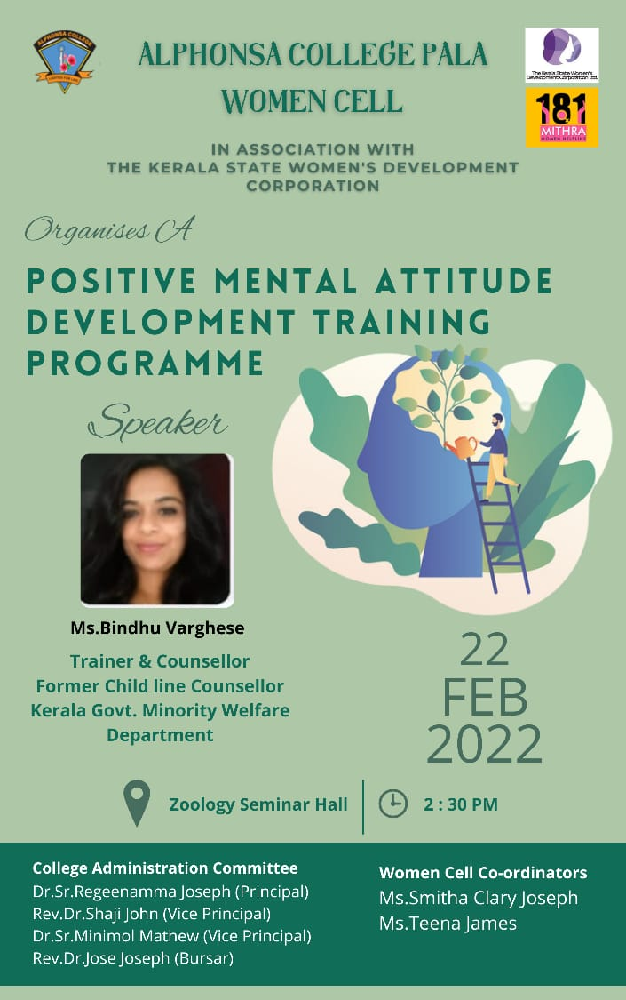 ALPHONSA COLLEGE PALA
WOMEN CELL
The Kerala State Women's
Development Corporation Ltd.
181
MITHRA
WOMEN HELPLINE
IN ASSOCIATION WITH
THE KERALA STATE WOMEN'S DEVELOPMENT
CORPORATION
Organises A
POSITIVE MENTAL ATTITUDE
DEVELOPMENT TRAINING
PROGRAMME
Speaker
Ms.Bindhu Varghese
Trainer & Counsellor
Former Child line Counsellor
Kerala Govt. Minority Welfare
Department
22
FEB
2022
Zoology Seminar Hall
2 : 30 PM
College Administration Committee
Dr.Sr.Regeenamma Joseph (Principal)
Rev.Dr.Shaji John (Vice Principal)
Dr.Sr.Minimol Mathew (Vice Principal)
Rev.Dr.Jose Joseph (Bursar)
Women Cell Co-ordinators
Ms.Smitha Clary Joseph
Ms.Teena James